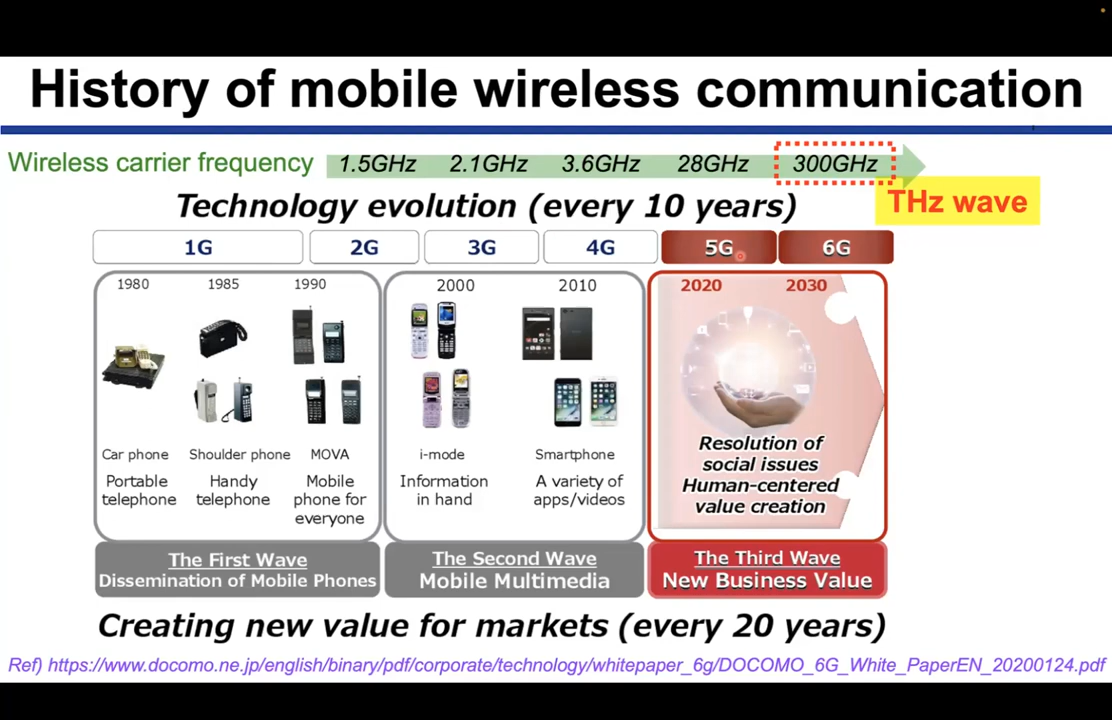 History of mobile wireless communication
Wireless carrier frequency
1.5GHz 2.1GHz 3.6GHz 28GHz 300GHz
THz wave
Technology evolution (every 10 years)
1G 2G 3G 4G 5G 6G
1980 1985 1990 2000 2010 2020 2030
Car phone
Portable
telephone
Shoulder phone
Handy
telephone
MOVA
Mobile
phone for
everyone
i-mode
Information
in hand
Smartphone
A variety of
apps/videos
Resolution of
social issues
Human-centered
value creation
The First Wave
Dissemination of Mobile Phones
The Second Wave
Mobile Multimedia
The Third Wave
New Business Value
Creating new value for markets (every 20 years)
Ref) https://www.docomo.ne.jp/english/binary/pdf/corporate/technology/whitepaper_6g/DOCOMO_6G_White_PaperEN_20200124.pdf